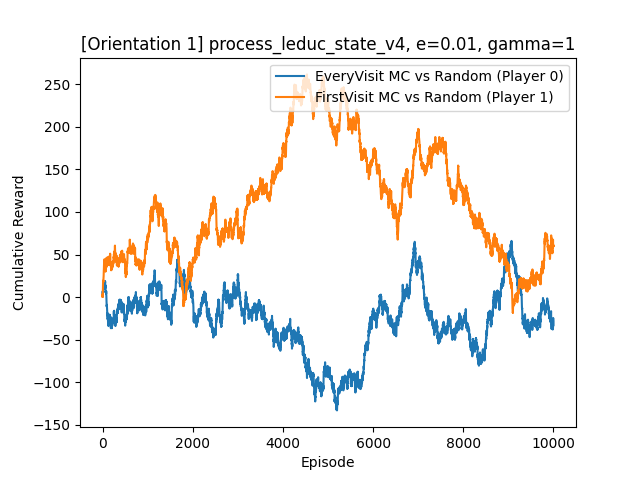 [Orientation 1] process_leduc_state_v4, e=0.01, gamma=1
EveryVisit MC vs Random (Player 0)
FirstVisit MC vs Random (Player 1)
Cumulative Reward
250
200
150
100
50
0
−50
−100
−150
0 2000 4000 6000 8000 10000
Episode